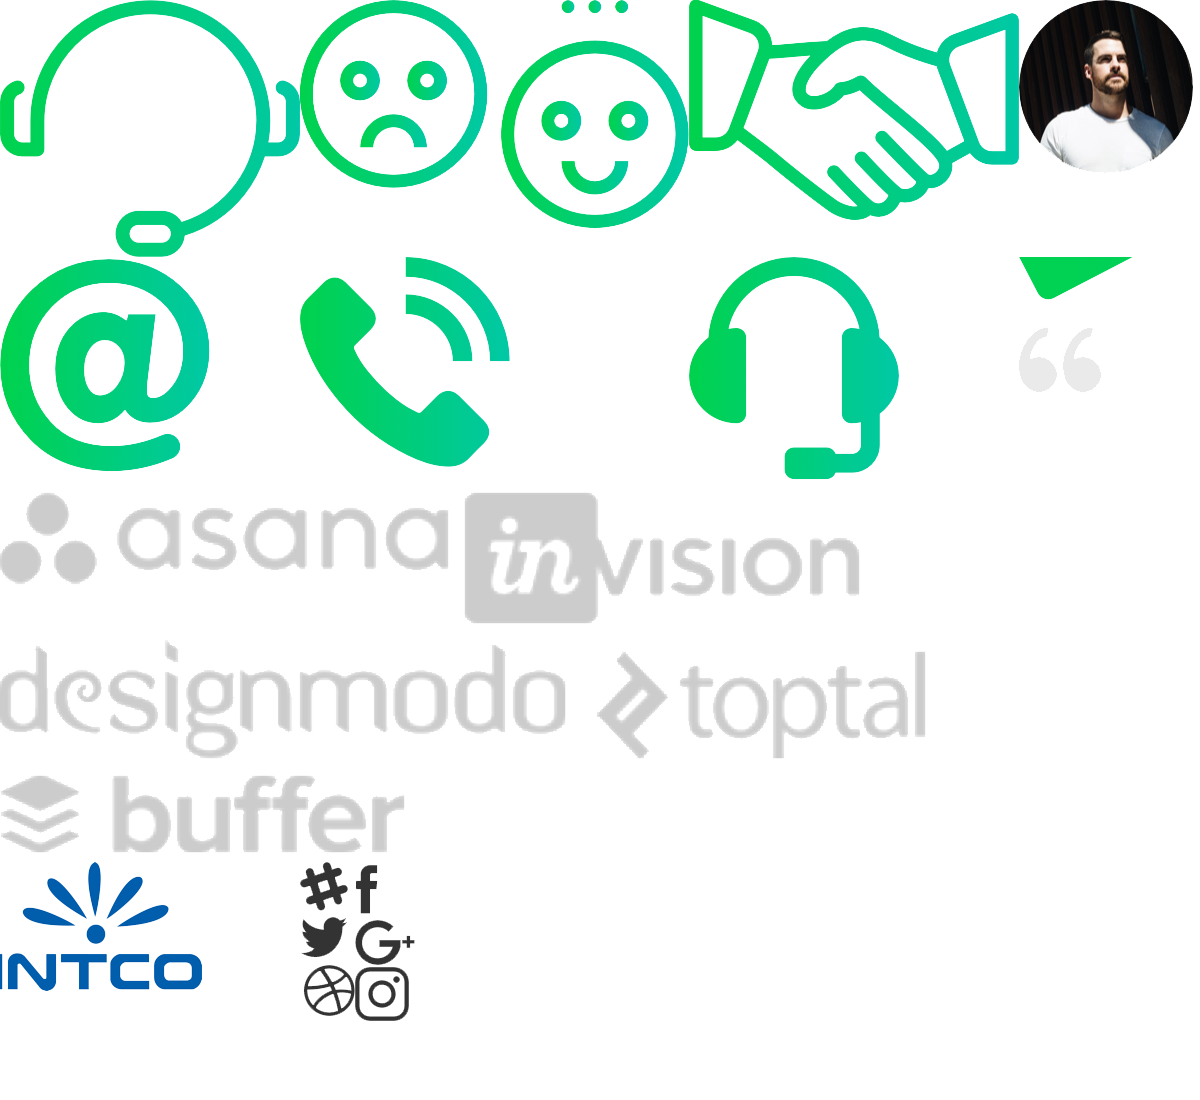 @
asana
invision
designmodo
toptal
buffer
INTCO
# f
G+